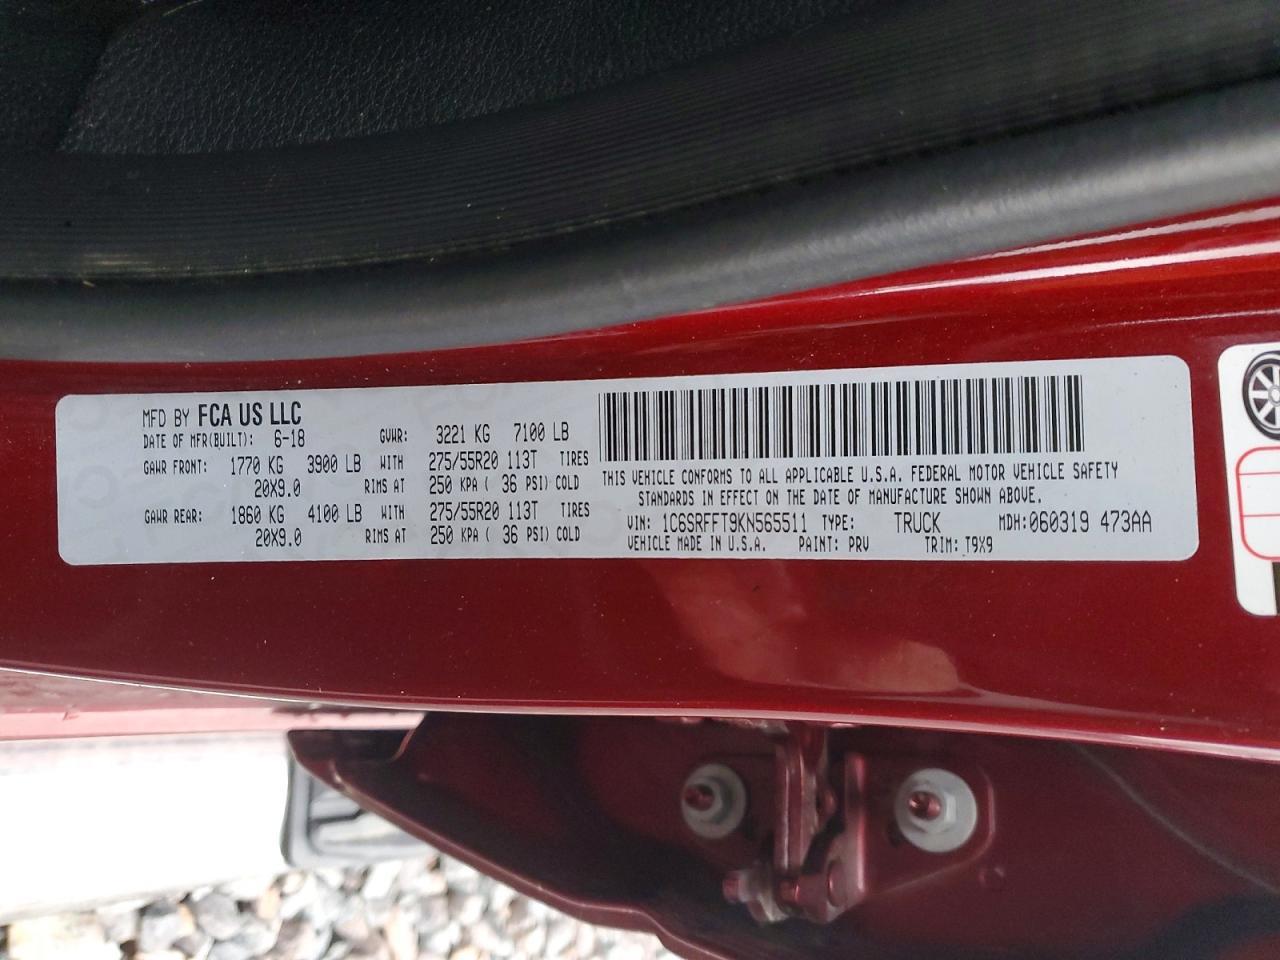 MFD BY FCA US LLC
DATE OF MFR(BUILT): 6-18 GVWR: 3221 KG 7100 LB
GAWR FRONT: 1770 KG 3900 LB WITH 275/55R20 113T TIRES
20X9.0 RIMS AT 250 KPA ( 36 PSI) COLD
GAWR REAR: 1860 KG 4100 LB WITH 275/55R20 113T TIRES
20X9.0 RIMS AT 250 KPA ( 36 PSI) COLD
THIS VEHICLE CONFORMS TO ALL APPLICABLE U.S.A. FEDERAL MOTOR VEHICLE SAFETY
STANDARDS IN EFFECT ON THE DATE OF MANUFACTURE SHOWN ABOVE.
VIN: 1C6SRFFT9KN565511 TYPE: TRUCK MDH:060319 473AA
VEHICLE MADE IN U.S.A. PAINT: PRV TRIM: T9X9